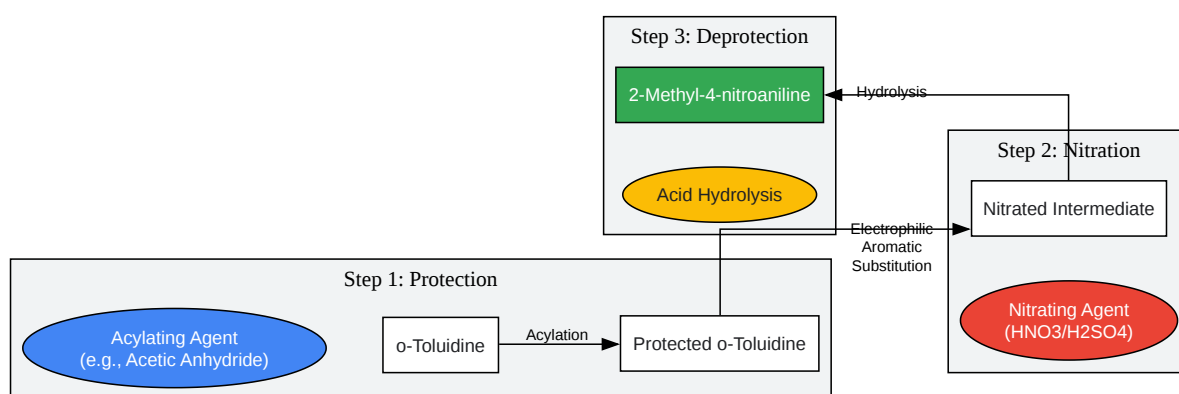 Step 3: Deprotection
2-Methyl-4-nitroaniline
Hydrolysis
Step 2: Nitration
Acid Hydrolysis
Nitrated Intermediate
Electrophilic
Aromatic
Substitution
Step 1: Protection
Acylating Agent
(e.g., Acetic Anhydride)
o-Toluidine
Acylation
Protected o-Toluidine
Nitrating Agent
(HNO3/H2SO4)